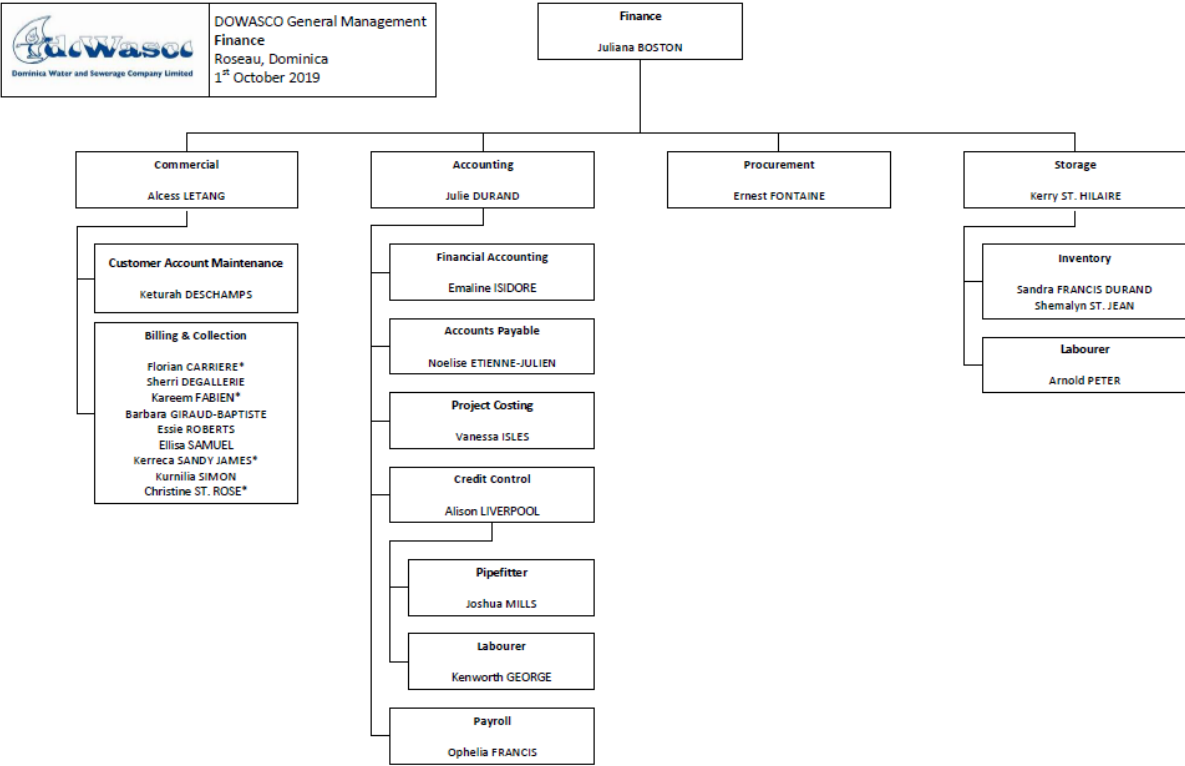 dowasco
Dominica Water and Sewerage Company Limited
DOWASCO General Management
Finance
Roseau, Dominica
1st October 2019
Finance
Juliana BOSTON
Commercial
Alcess LETANG
Customer Account Maintenance
Keturah DESCHAMPS
Billing & Collection
Florian CARRIERE*
Sherri DEGALLERIE
Kareem FABIEN*
Barbara GIRAUD-BAPTISTE
Essie ROBERTS
Ellisa SAMUEL
Kerreca SANDY JAMES*
Kurnilia SIMON
Christine ST. ROSE*
Accounting
Julie DURAND
Financial Accounting
Emaline ISIDORE
Accounts Payable
Noelise ETIENNE-JULIEN
Project Costing
Vanessa ISLES
Credit Control
Alison LIVERPOOL
Pipefitter
Joshua MILLS
Labourer
Kenworth GEORGE
Payroll
Ophelia FRANCIS
Procurement
Ernest FONTAINE
Storage
Kerry ST. HILAIRE
Inventory
Sandra FRANCIS DURAND
Shemalyn ST. JEAN
Labourer
Arnold PETER